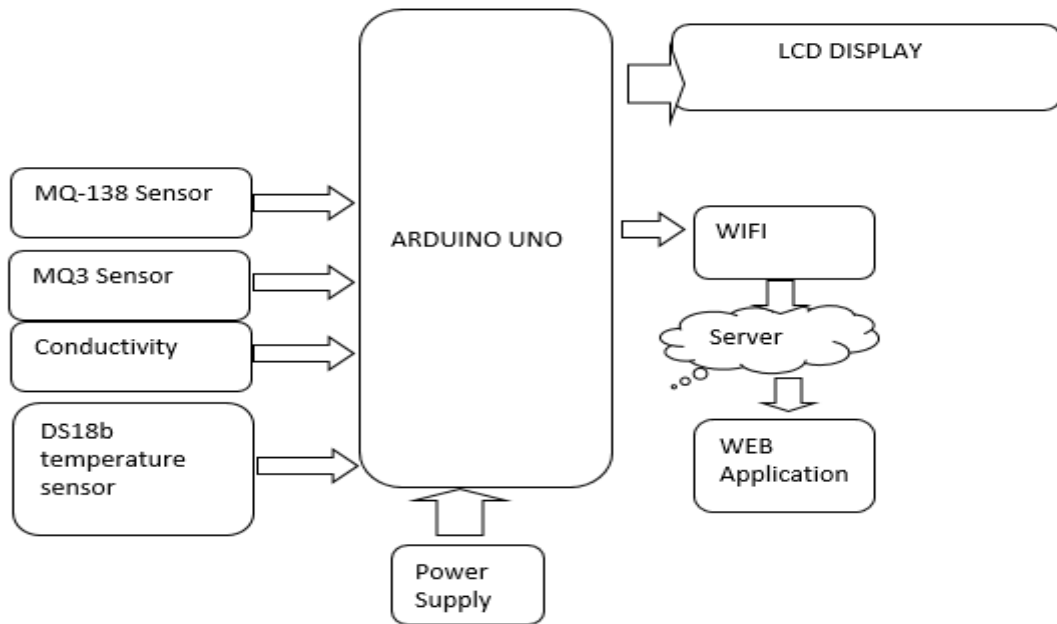 LCD DISPLAY
MQ-138 Sensor
ARDUINO UNO
WIFI
MQ3 Sensor
Conductivity
Server
DS18b
temperature
sensor
WEB
Application
Power
Supply